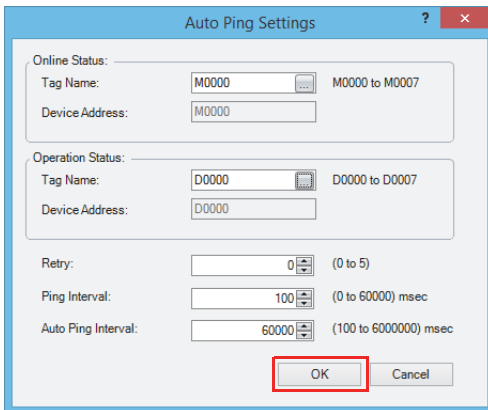 Auto Ping Settings ? ×
Online Status:
Tag Name: M0000 ... M0000 to M0007
Device Address: M0000
Operation Status:
Tag Name: D0000 ... D0000 to D0007
Device Address: D0000
Retry: 0 (0 to 5)
Ping Interval: 100 (0 to 60000) msec
Auto Ping Interval: 60000 (100 to 6000000) msec
OK Cancel